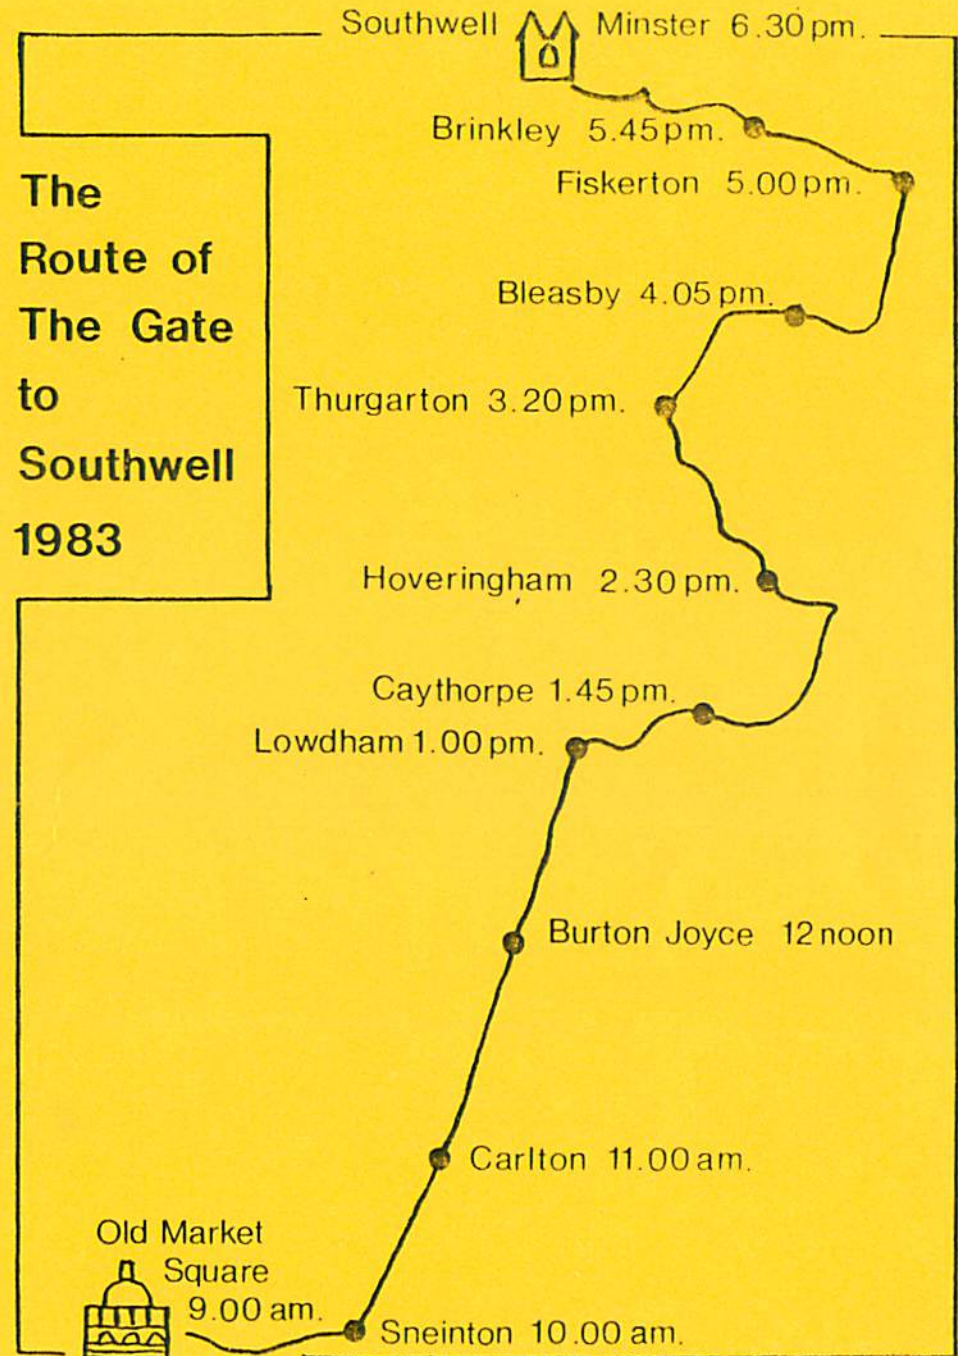 Southwell Minster 6.30 pm.
Brinkley 5.45 pm.
Fiskerton 5.00 pm.
The
Route of
The Gate
to
Southwell
1983
Bleasby 4.05 pm.
Thurgarton 3.20 pm.
Hoveringham 2.30 pm.
Caythorpe 1.45 pm.
Lowdham 1.00 pm.
Burton Joyce 12 noon
Carlton 11.00 am.
Old Market
Square
9.00 am.
Sneinton 10.00 am.